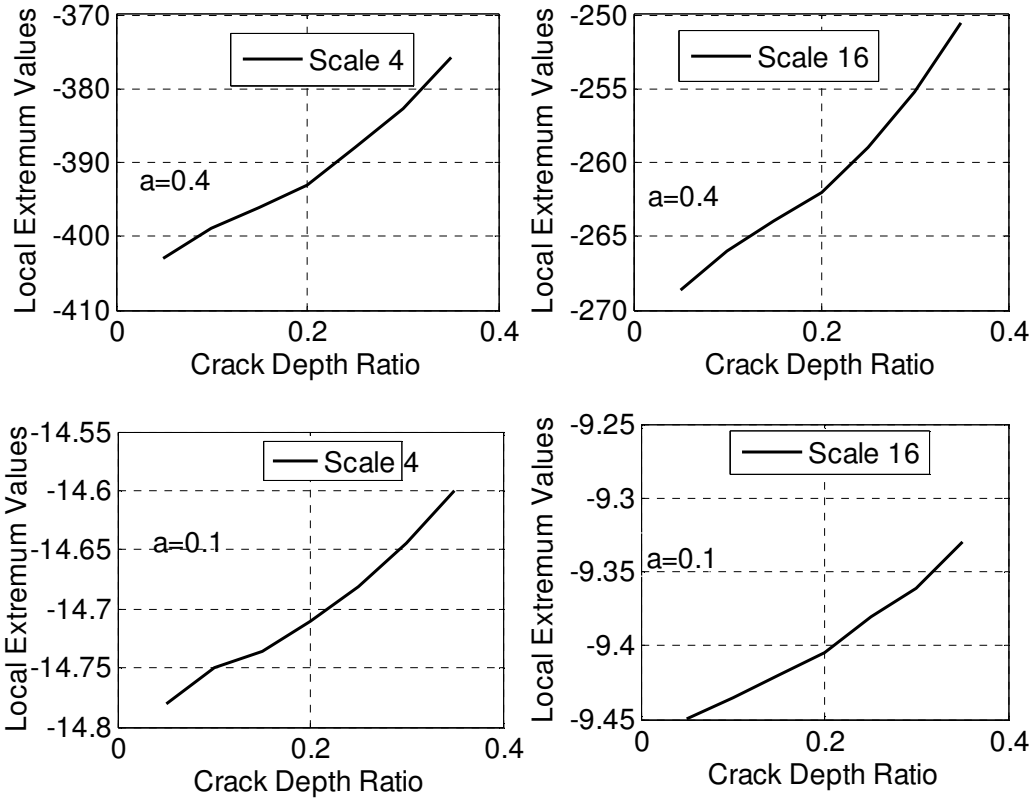 Local Extremum Values
-370
-380
-390
-400
-410
Scale 4
a=0.4
0
0.2
0.4
Crack Depth Ratio
Local Extremum Values
-250
-255
-260
-265
-270
Scale 16
a=0.4
0
0.2
0.4
Crack Depth Ratio
Local Extremum Values
-14.55
-14.6
-14.65
-14.7
-14.75
-14.8
Scale 4
a=0.1
0
0.2
0.4
Crack Depth Ratio
Local Extremum Values
-9.25
-9.3
-9.35
-9.4
-9.45
Scale 16
a=0.1
0
0.2
0.4
Crack Depth Ratio